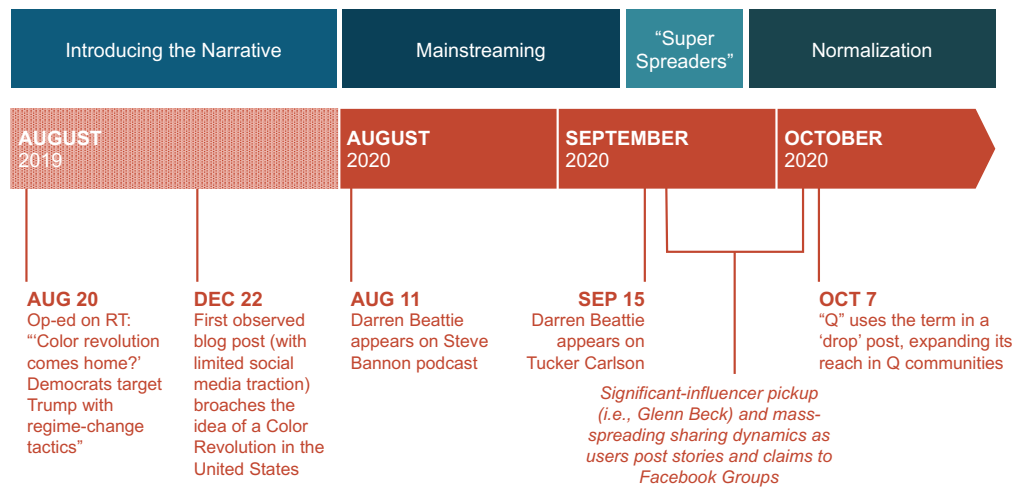 Introducing the Narrative
Mainstreaming
“Super
Spreaders”
Normalization
AUGUST
2019
AUGUST
2020
SEPTEMBER
2020
OCTOBER
2020
AUG 20
Op-ed on RT:
“‘Color revolution
comes home?’
Democrats target
Trump with
regime-change
tactics”
DEC 22
First observed
blog post (with
limited social
media traction)
broaches the
idea of a Color
Revolution in the
United States
AUG 11
Darren Beattie
appears on Steve
Bannon podcast
SEP 15
Darren Beattie
appears on
Tucker Carlson
Significant-influencer pickup
(i.e., Glenn Beck) and mass-
spreading sharing dynamics as
users post stories and claims to
Facebook Groups
OCT 7
“Q” uses the term in a
‘drop’ post, expanding its
reach in Q communities